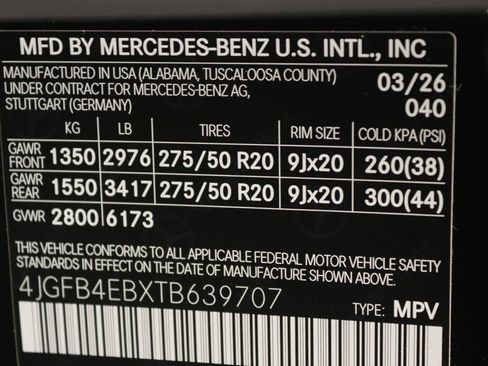 MFD BY MERCEDES-BENZ U.S. INTL., INC
MANUFACTURED IN USA (ALABAMA, TUSCALOOSA COUNTY) 03/26
UNDER CONTRACT FOR MERCEDES-BENZ AG,
STUTTGART (GERMANY) 040
KG LB TIRES RIM SIZE COLD KPA (PSI)
GAWR FRONT 1350 2976 275/50 R20 9Jx20 260(38)
GAWR REAR 1550 3417 275/50 R20 9Jx20 300(44)
GVWR 2800 6173
THIS VEHICLE CONFORMS TO ALL APPLICABLE FEDERAL MOTOR VEHICLE SAFETY
STANDARDS IN EFFECT ON THE DATE OF MANUFACTURE SHOWN ABOVE.
4JGFB4EBXTB639707
TYPE: MPV